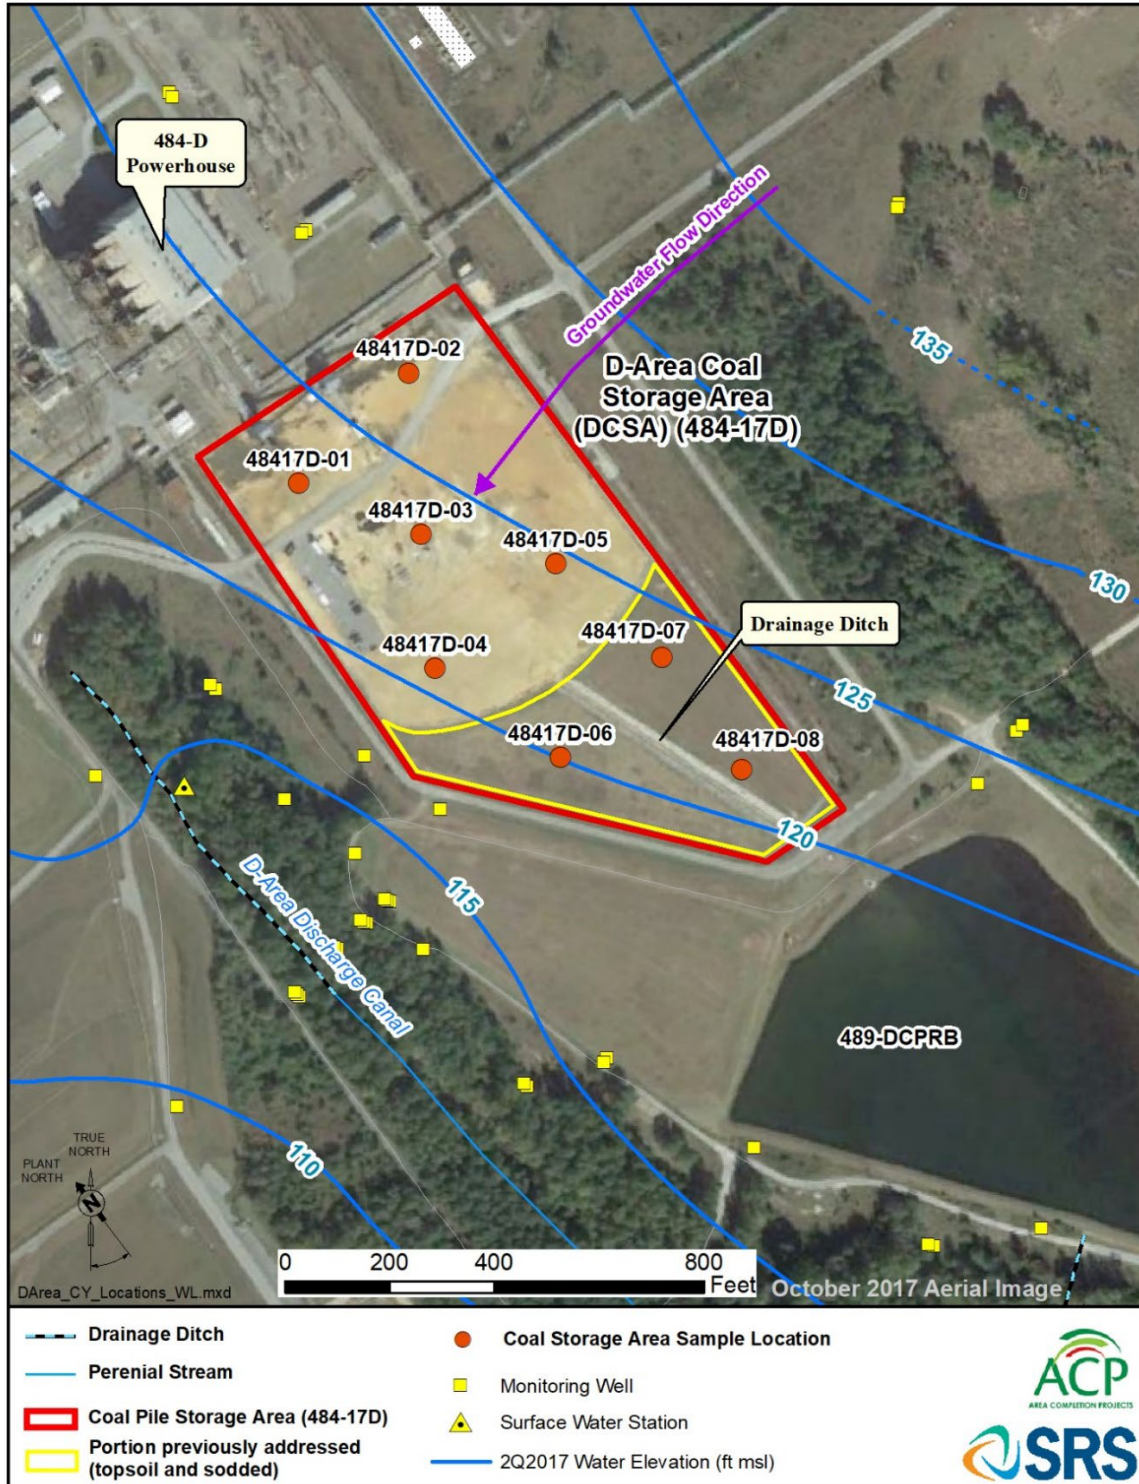 484-D
Powerhouse
Groundwater Flow Direction
135
48417D-02
D-Area Coal
Storage Area
(DCSA) (484-17D)
48417D-01
48417D-03
48417D-05
130
Drainage Ditch
48417D-07
48417D-04
125
48417D-06
48417D-08
120
115
D-Area Discharge Canal
489-DCPRB
110
TRUE
NORTH
PLANT
NORTH
N
0 200 400 800
Feet
DArea_CY_Locations_WL.mxd
October 2017 Aerial Image
Drainage Ditch
Perenial Stream
Coal Pile Storage Area (484-17D)
Portion previously addressed
(topsoil and sodded)
Coal Storage Area Sample Location
Monitoring Well
Surface Water Station
2Q2017 Water Elevation (ft msl)
ACP
AREA COMPLETION PROJECTS
SRS